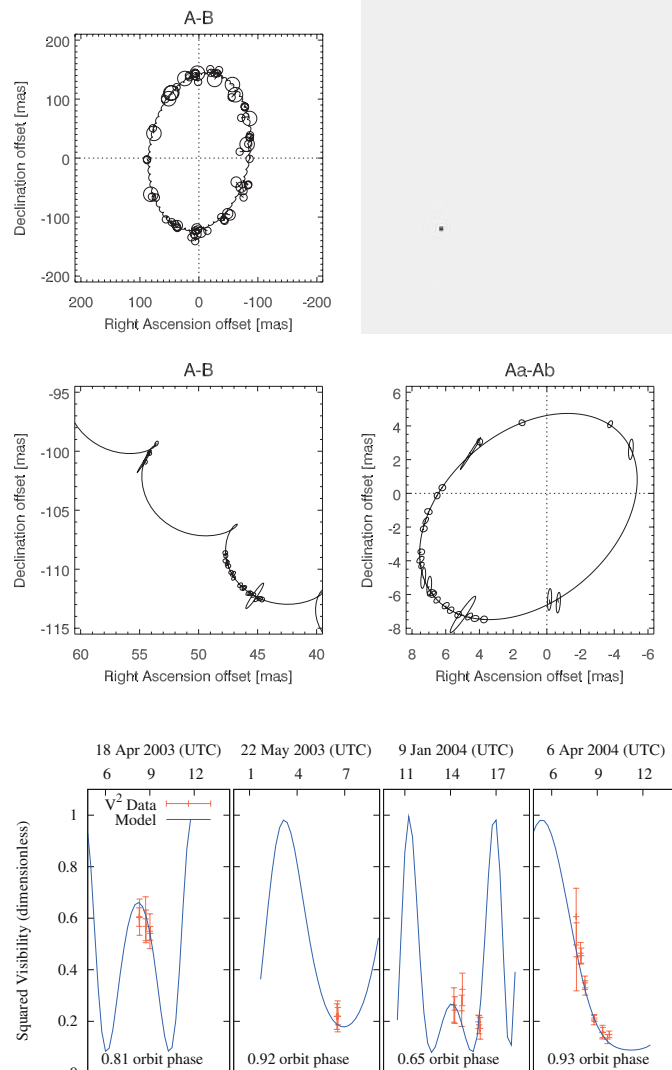 A-B
200
100
0
-100
-200
Declination offset [mas]
200 100 0 -100 -200
Right Ascension offset [mas]
A-B
-95
-100
-105
-110
-115
Declination offset [mas]
60 55 50 45 40
Right Ascension offset [mas]
Aa-Ab
6
4
2
0
-2
-4
-6
-8
Declination offset [mas]
8 6 4 2 0 -2 -4 -6
Right Ascension offset [mas]
18 Apr 2003 (UTC) 22 May 2003 (UTC) 9 Jan 2004 (UTC) 6 Apr 2004 (UTC)
6 9 12 1 4 7 11 14 17 6 9 12
V² Data
Model
1
0.8
0.6
0.4
0.2
Squared Visibility (dimensionless)
0.81 orbit phase 0.92 orbit phase 0.65 orbit phase 0.93 orbit phase